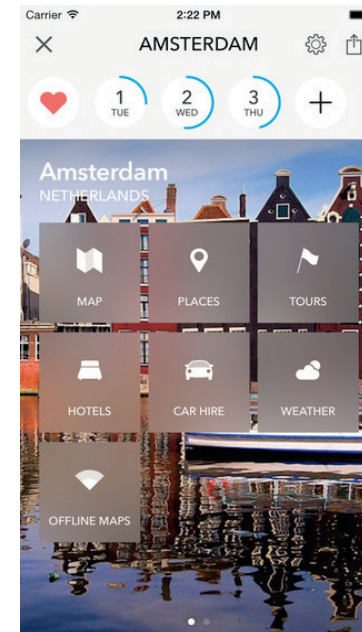 Carrier 2:22 PM
AMSTERDAM
1 2 3
TUE WED THU
Amsterdam
NETHERLANDS
MAP PLACES TOURS
HOTELS CAR HIRE WEATHER
OFFLINE MAPS